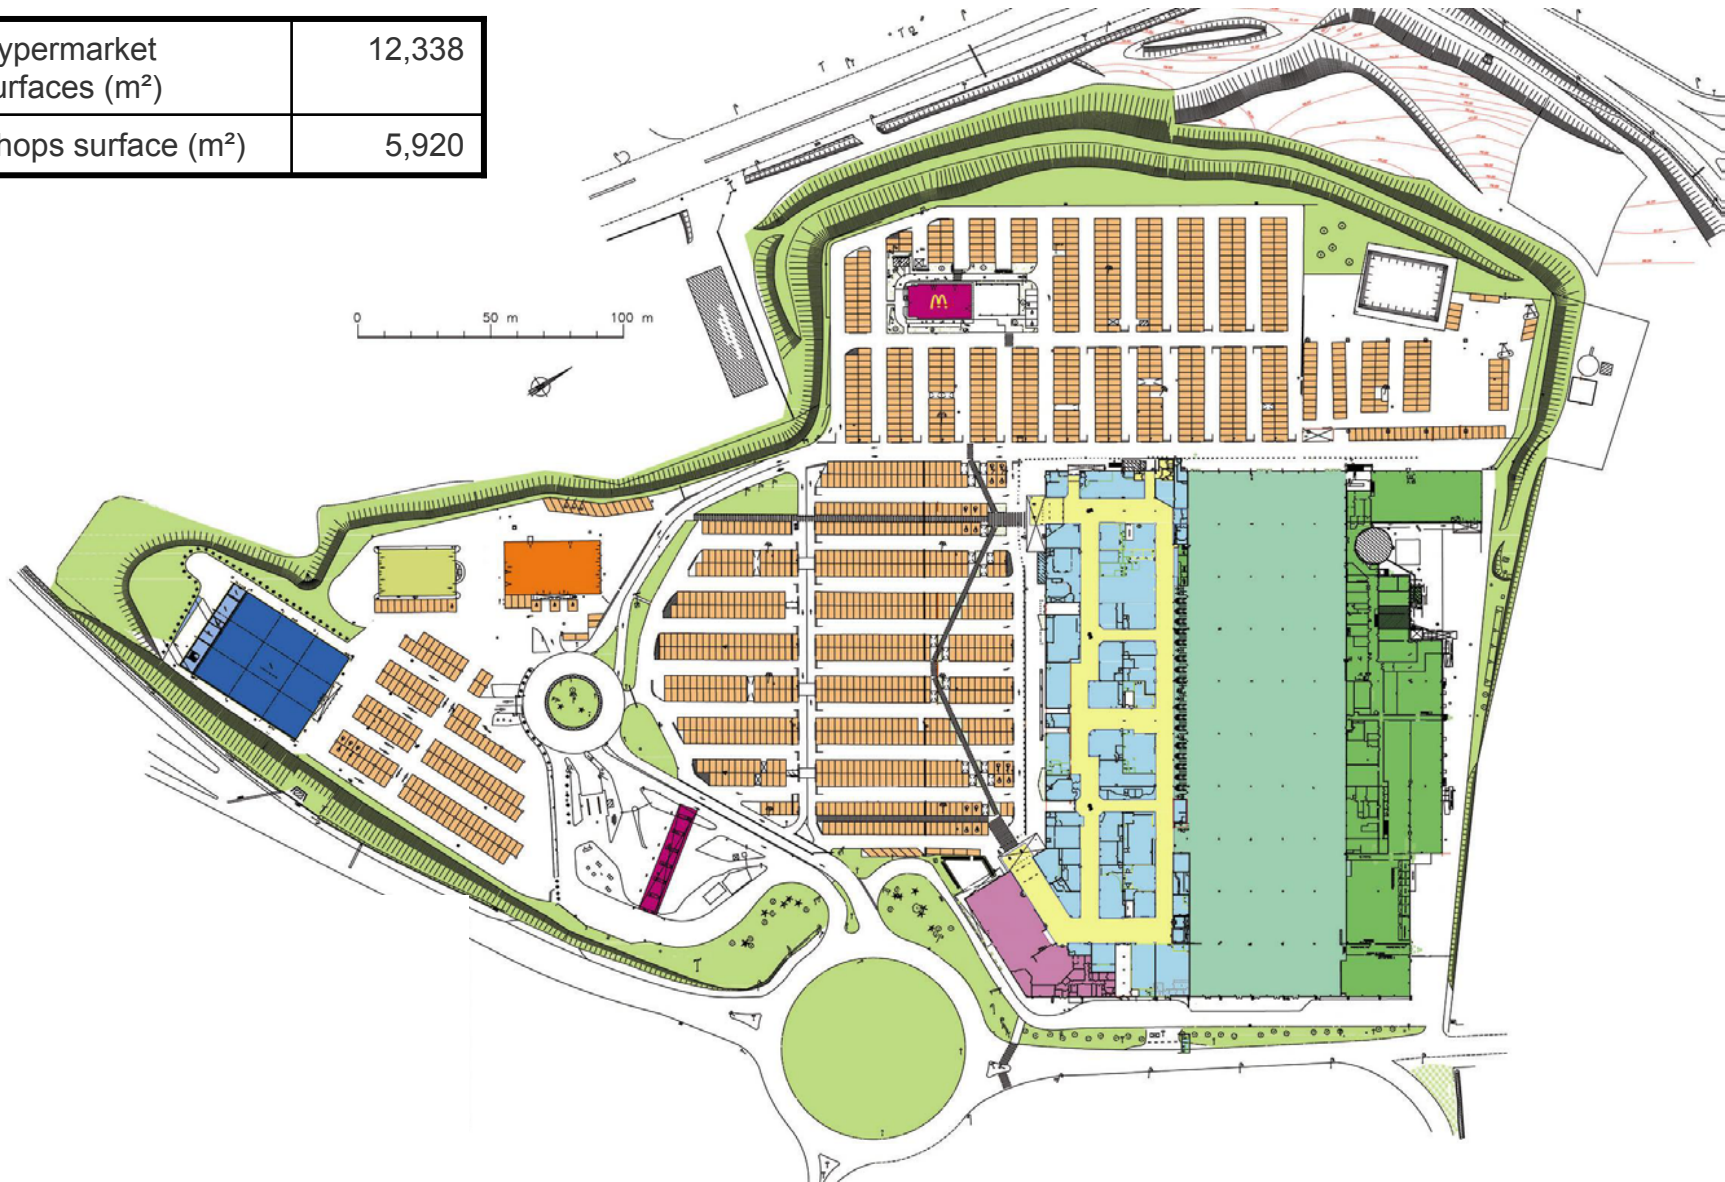 ypermarket
urfaces (m²)
12,338
hops surface (m²)
5,920
0 50 m 100 m